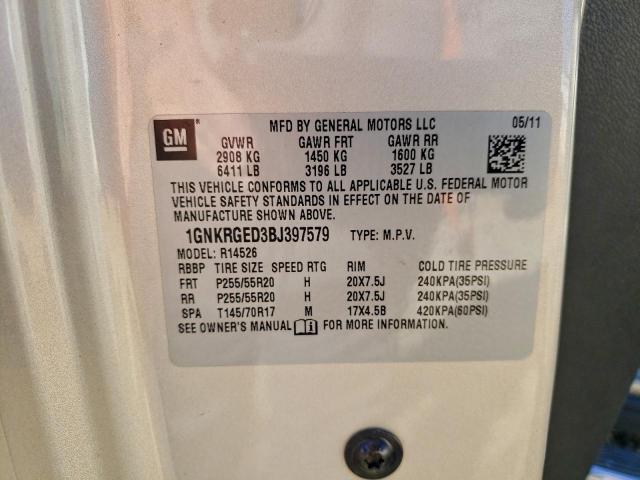 GM ® MFD BY GENERAL MOTORS LLC 05/11
GVWR GAWR FRT GAWR RR
2908 KG 1450 KG 1600 KG
6411 LB 3196 LB 3527 LB
THIS VEHICLE CONFORMS TO ALL APPLICABLE U.S. FEDERAL MOTOR
VEHICLE SAFETY STANDARDS IN EFFECT ON THE DATE OF
MANUFACTURE SHOWN ABOVE.
1GNKRGED3BJ397579 TYPE: M.P.V.
MODEL: R14526
RBBP TIRE SIZE SPEED RTG RIM COLD TIRE PRESSURE
FRT P255/55R20 H 20X7.5J 240KPA(35PSI)
RR P255/55R20 H 20X7.5J 240KPA(35PSI)
SPA T145/70R17 M 17X4.5B 420KPA(60PSI)
SEE OWNER'S MANUAL FOR MORE INFORMATION.